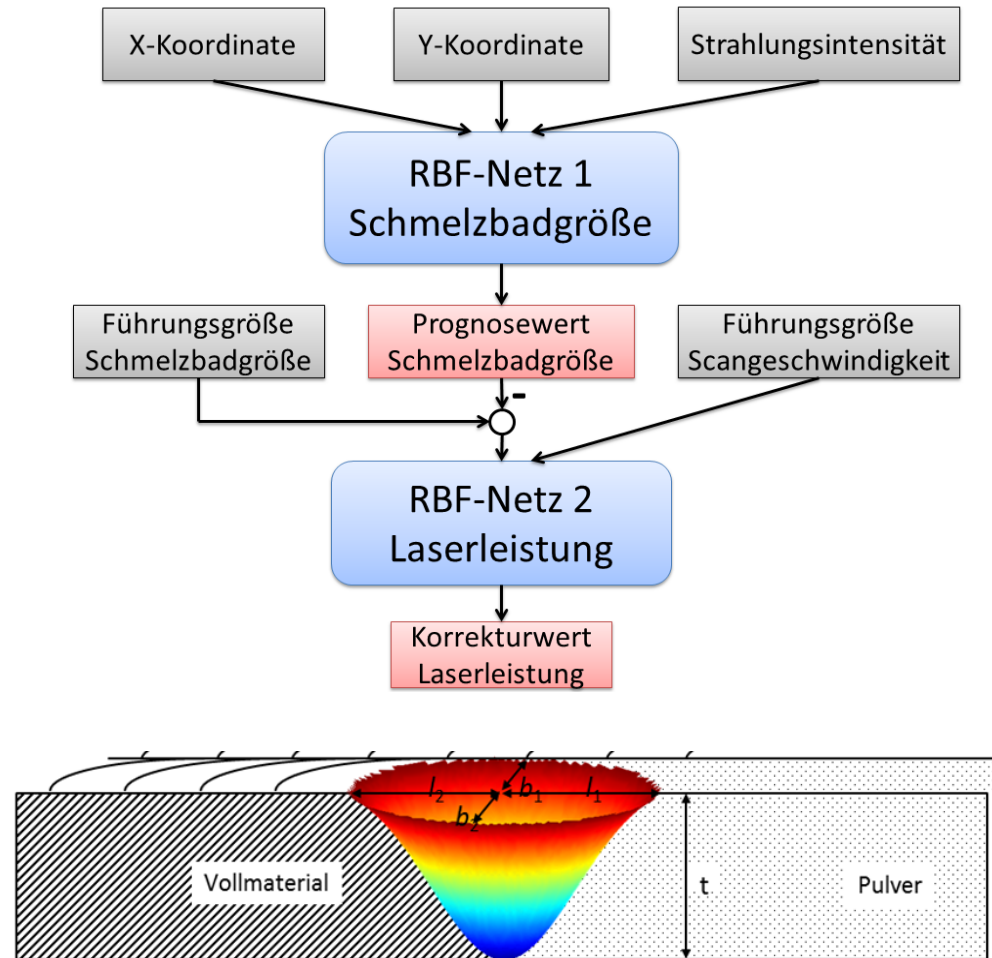 X-Koordinate
Y-Koordinate
Strahlungsintensität
RBF-Netz 1
Schmelzbadgröße
Führungsgröße
Schmelzbadgröße
Prognosewert
Schmelzbadgröße
Führungsgröße
Scangeschwindigkeit
-
RBF-Netz 2
Laserleistung
Korrekturwert
Laserleistung
l₂
b₁
l₁
b₂
Vollmaterial
t
Pulver